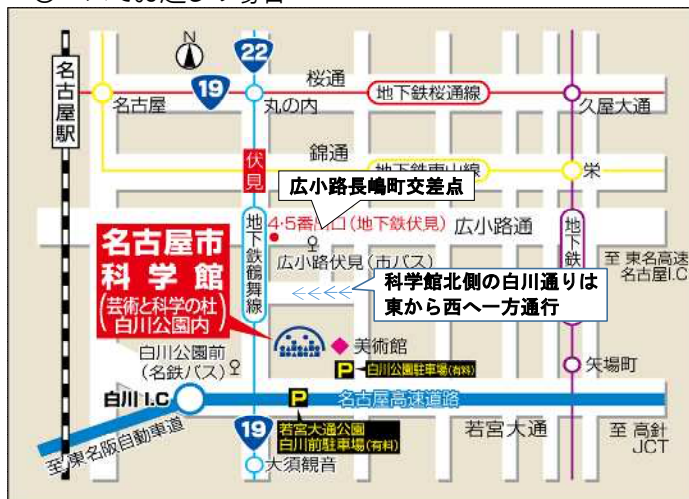 N
22
19
桜通
地下鉄桜通線
名古屋駅
名古屋
丸の内
久屋大通
錦通
伏見
地下鉄東山線
栄
広小路長嶋町交差点
4・5番出口(地下鉄伏見)
広小路通
広小路伏見(市バス)
地下鉄鶴舞線
地下鉄
至 東名高速
名古屋I.C
名古屋市
科学館
(芸術と科学の杜
白川公園内)
科学館北側の白川通りは
東から西へ一方通行
美術館
白川公園前
(名鉄バス)
P
白川公園駐車場(有料)
矢場町
白川I.C
P
名古屋高速道路
若宮大通公園
白川前駐車場(有料)
若宮大通
至 高針
JCT
至 東名阪自動車道
19
大須観音